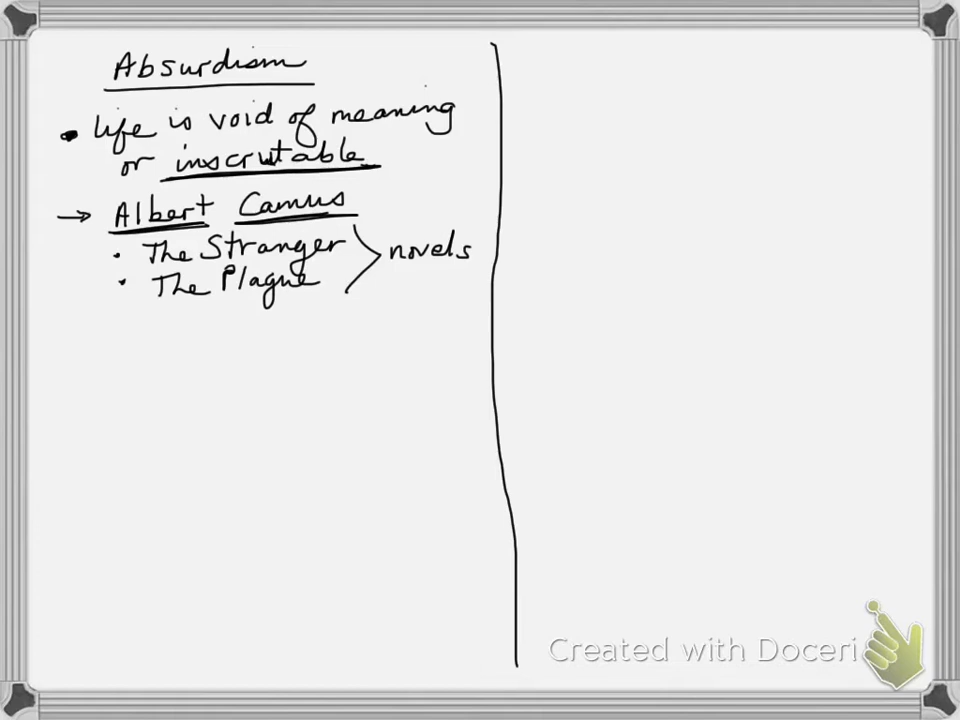 Absurdism
• life is void of meaning
or inscrutable
→ Albert Camus
• The Stranger
• The Plague
novels
Created with Doceri